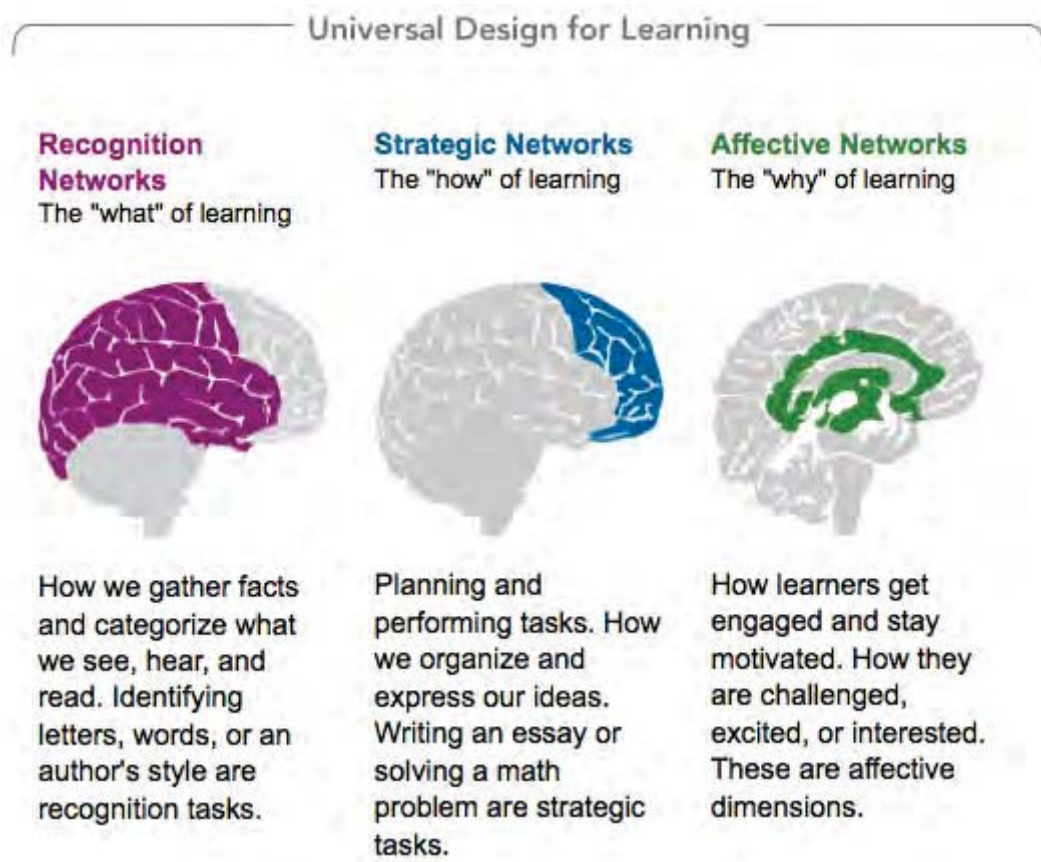 Universal Design for Learning
Recognition
Networks
The "what" of learning
How we gather facts
and categorize what
we see, hear, and
read. Identifying
letters, words, or an
author's style are
recognition tasks.
Strategic Networks
The "how" of learning
Planning and
performing tasks. How
we organize and
express our ideas.
Writing an essay or
solving a math
problem are strategic
tasks.
Affective Networks
The "why" of learning
How learners get
engaged and stay
motivated. How they
are challenged,
excited, or interested.
These are affective
dimensions.